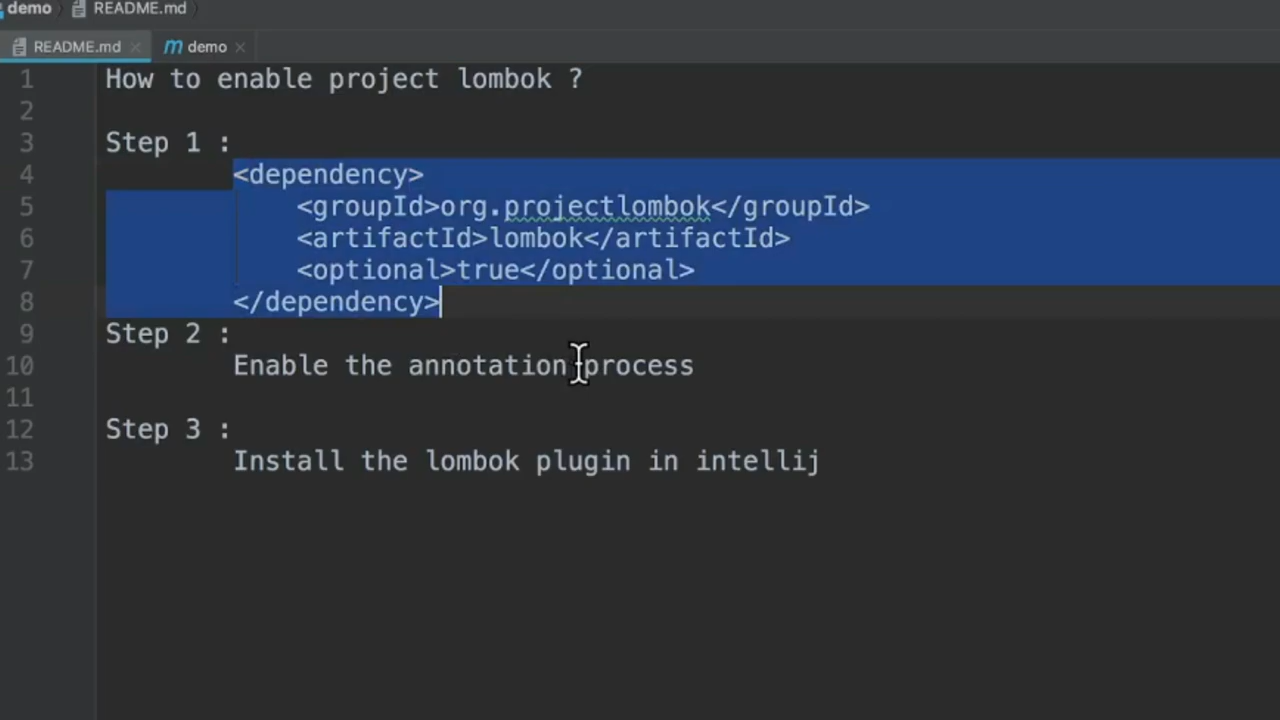 demo README.md
README.md demo
1 How to enable project lombok ?
2
3 Step 1 :
4 <dependency>
5 <groupId>org.projectlombok</groupId>
6 <artifactId>lombok</artifactId>
7 <optional>true</optional>
8 </dependency>
9 Step 2 :
10 Enable the annotation process
11
12 Step 3 :
13 Install the lombok plugin in intellij